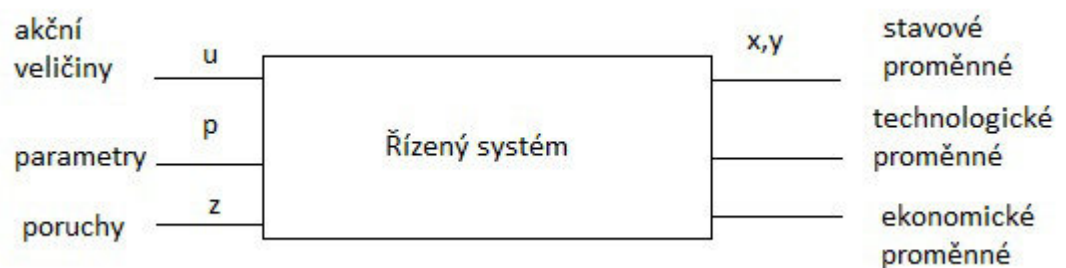 akční
veličiny
u
p
parametry
z
poruchy
Řízený systém
x,y
stavové
proměnné
technologické
proměnné
ekonomické
proměnné